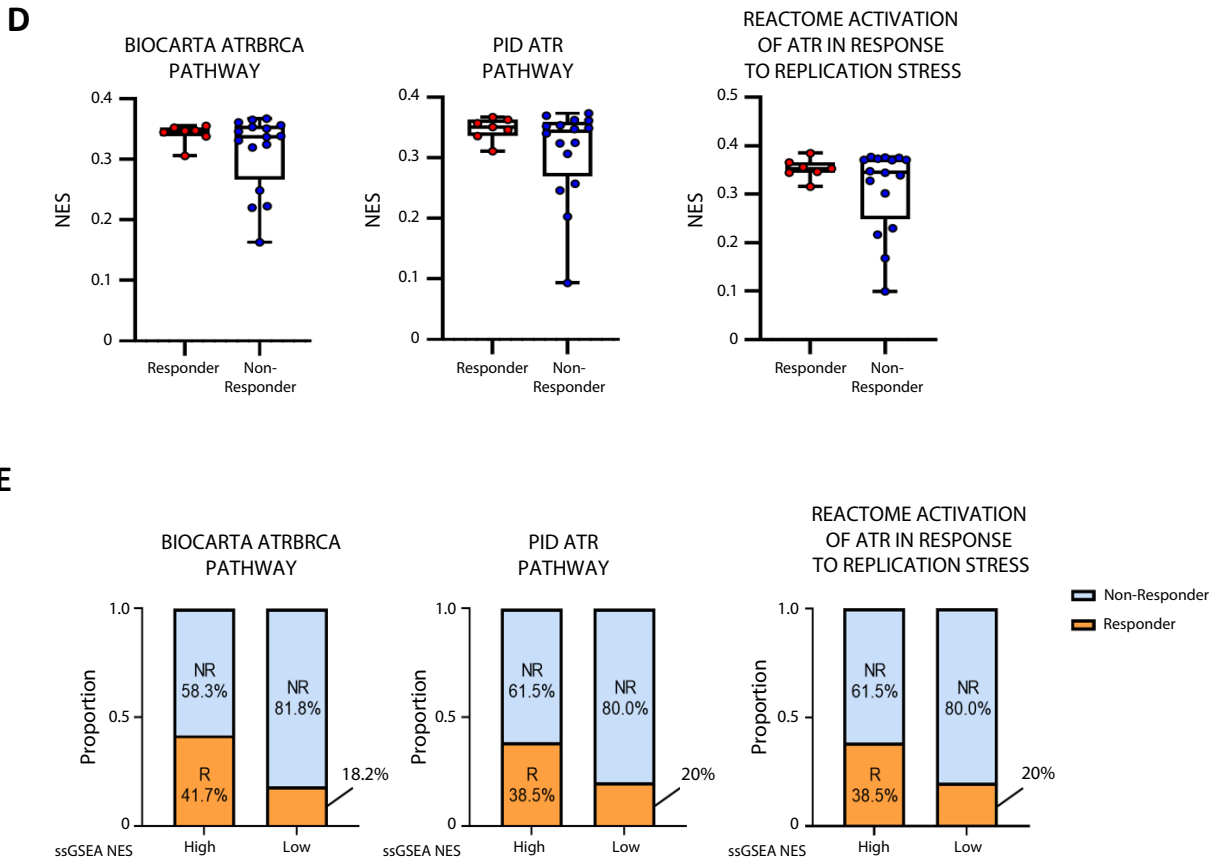 D
BIOCARTA ATRBRCA
PATHWAY
NES
0.4
0.3
0.2
0.1
0
Responder
Non-
Responder
PID ATR
PATHWAY
NES
0.4
0.3
0.2
0.1
0
Responder
Non-
Responder
REACTOME ACTIVATION
OF ATR IN RESPONSE
TO REPLICATION STRESS
NES
0.5
0.4
0.3
0.2
0.1
0
Responder
Non-
Responder
E
BIOCARTA ATRBRCA
PATHWAY
Proportion
1.0
0.5
0
NR
58.3%
R
41.7%
NR
81.8%
18.2%
ssGSEA NES
High
Low
PID ATR
PATHWAY
Proportion
1.0
0.5
0
NR
61.5%
R
38.5%
NR
80.0%
20%
ssGSEA NES
High
Low
REACTOME ACTIVATION
OF ATR IN RESPONSE
TO REPLICATION STRESS
Proportion
1.0
0.5
0
NR
61.5%
R
38.5%
NR
80.0%
20%
ssGSEA NES
High
Low
Non-Responder
Responder